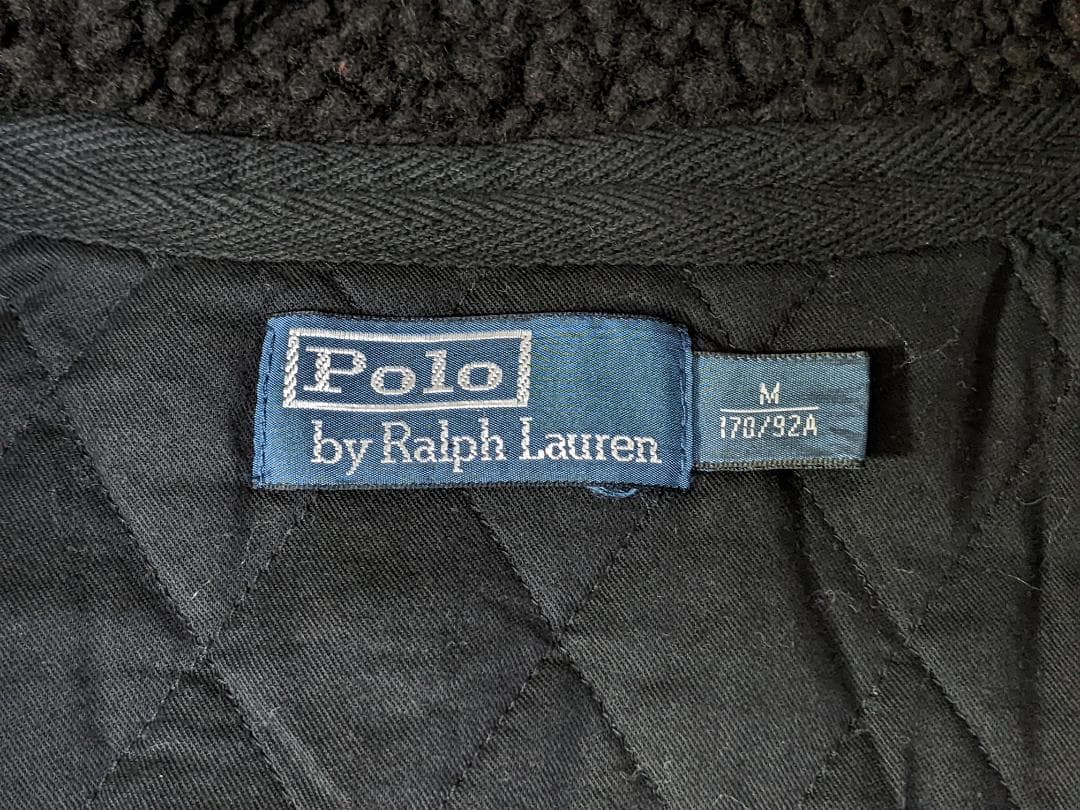 Polo
by Ralph Lauren
M
170/92A